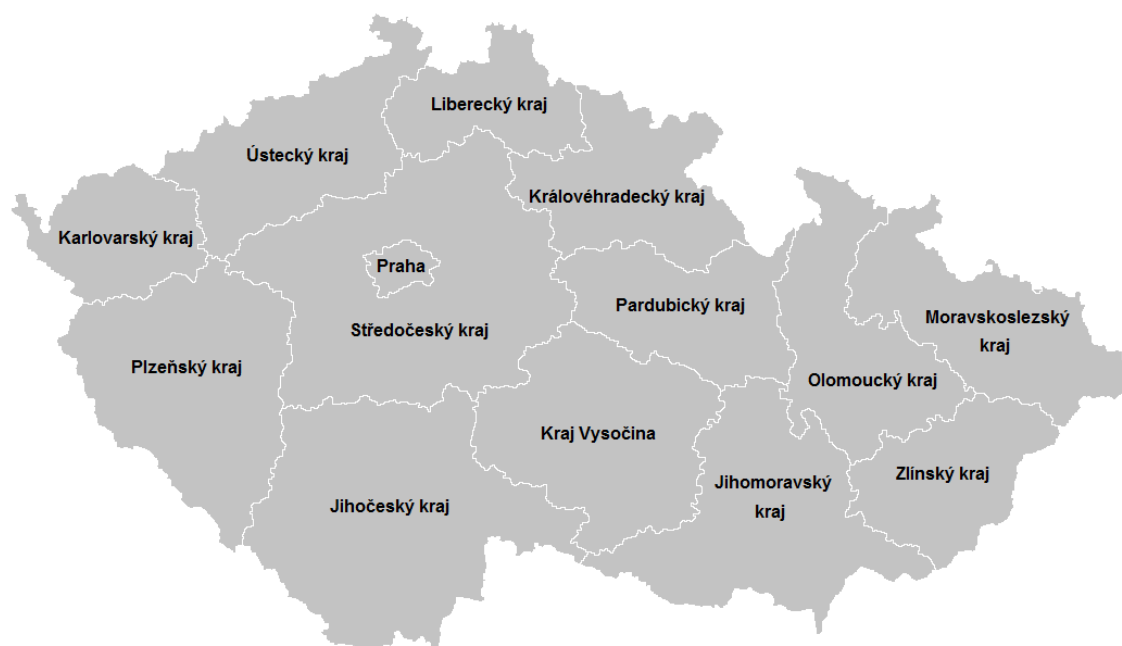 Liberecký kraj
Ústecký kraj
Královéhradecký kraj
Karlovarský kraj
Praha
Pardubický kraj
Moravskoslezský
kraj
Středočeský kraj
Plzeňský kraj
Olomoucký kraj
Kraj Vysočina
Zlínský kraj
Jihomoravský
kraj
Jihočeský kraj